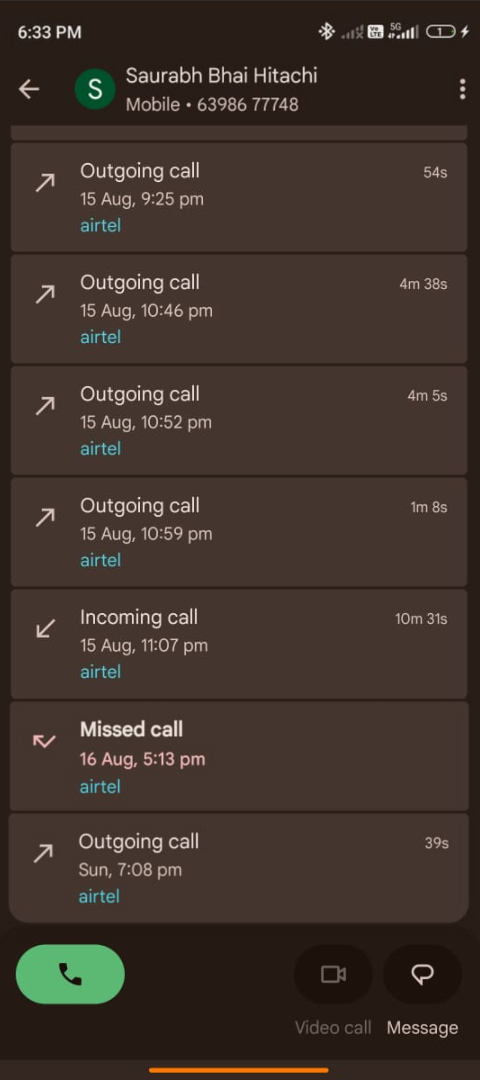 6:33 PM
Vo
LTE
5G
1
S
Saurabh Bhai Hitachi
Mobile • 63986 77748
Outgoing call
54s
15 Aug, 9:25 pm
airtel
Outgoing call
4m 38s
15 Aug, 10:46 pm
airtel
Outgoing call
4m 5s
15 Aug, 10:52 pm
airtel
Outgoing call
1m 8s
15 Aug, 10:59 pm
airtel
Incoming call
10m 31s
15 Aug, 11:07 pm
airtel
Missed call
16 Aug, 5:13 pm
airtel
Outgoing call
39s
Sun, 7:08 pm
airtel
Video call
Message